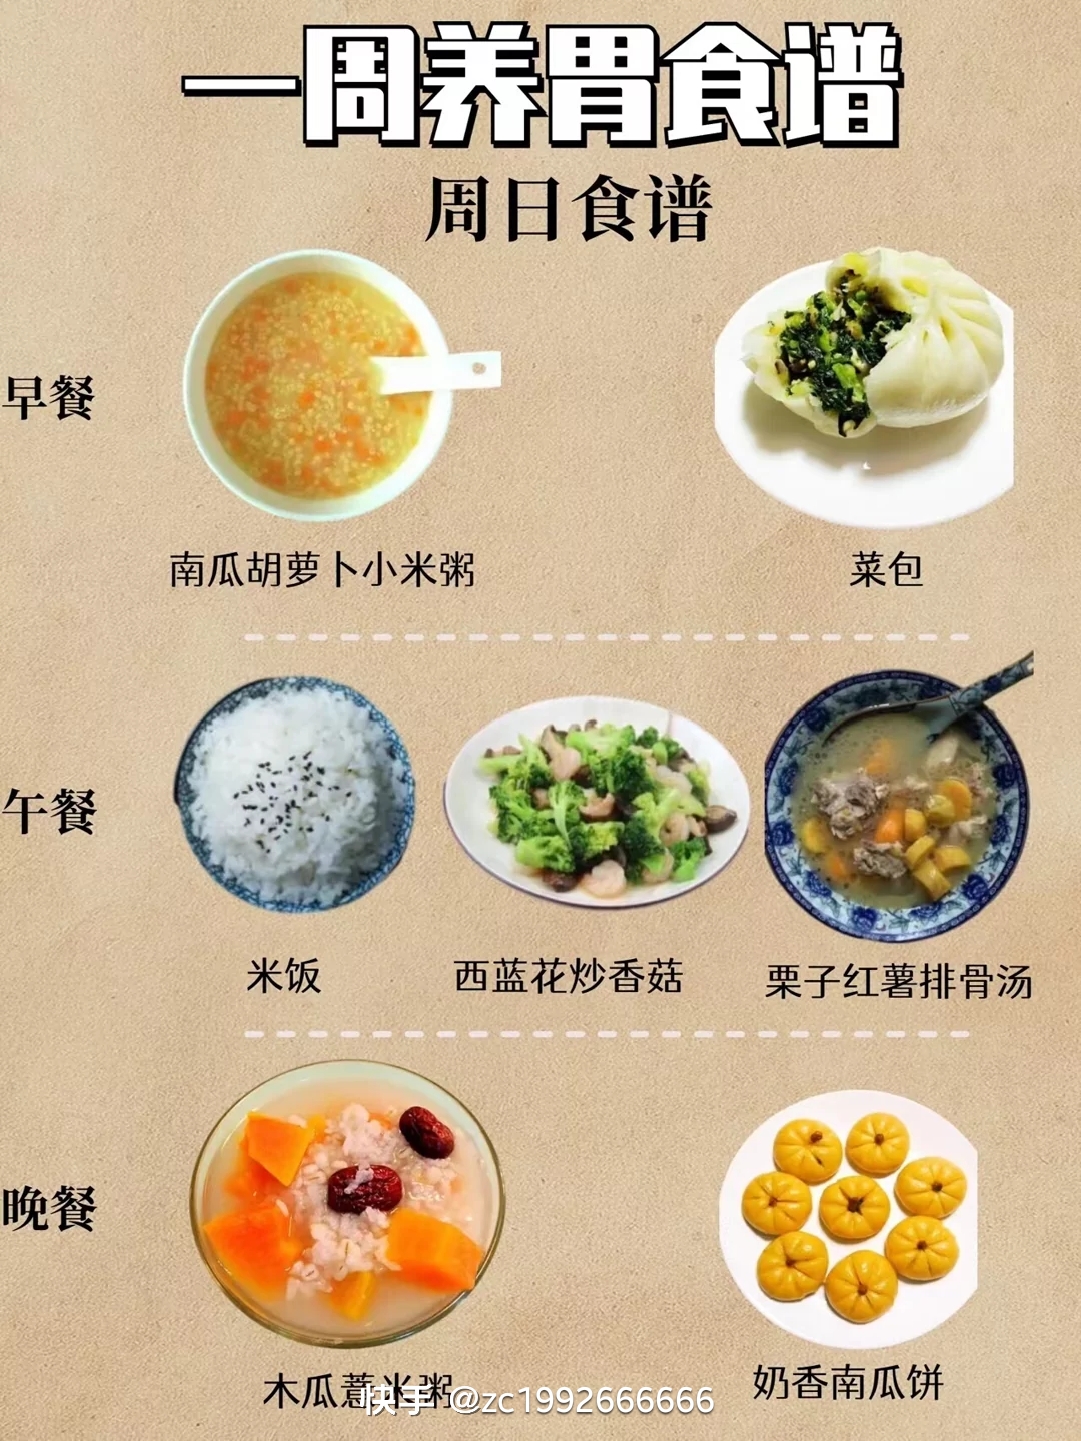 一周养胃食谱
周日食谱
早餐
南瓜胡萝卜小米粥
菜包
午餐
米饭
西蓝花炒香菇
栗子红薯排骨汤
晚餐
木瓜薏米粥
奶香南瓜饼
快手 @zc1992666666